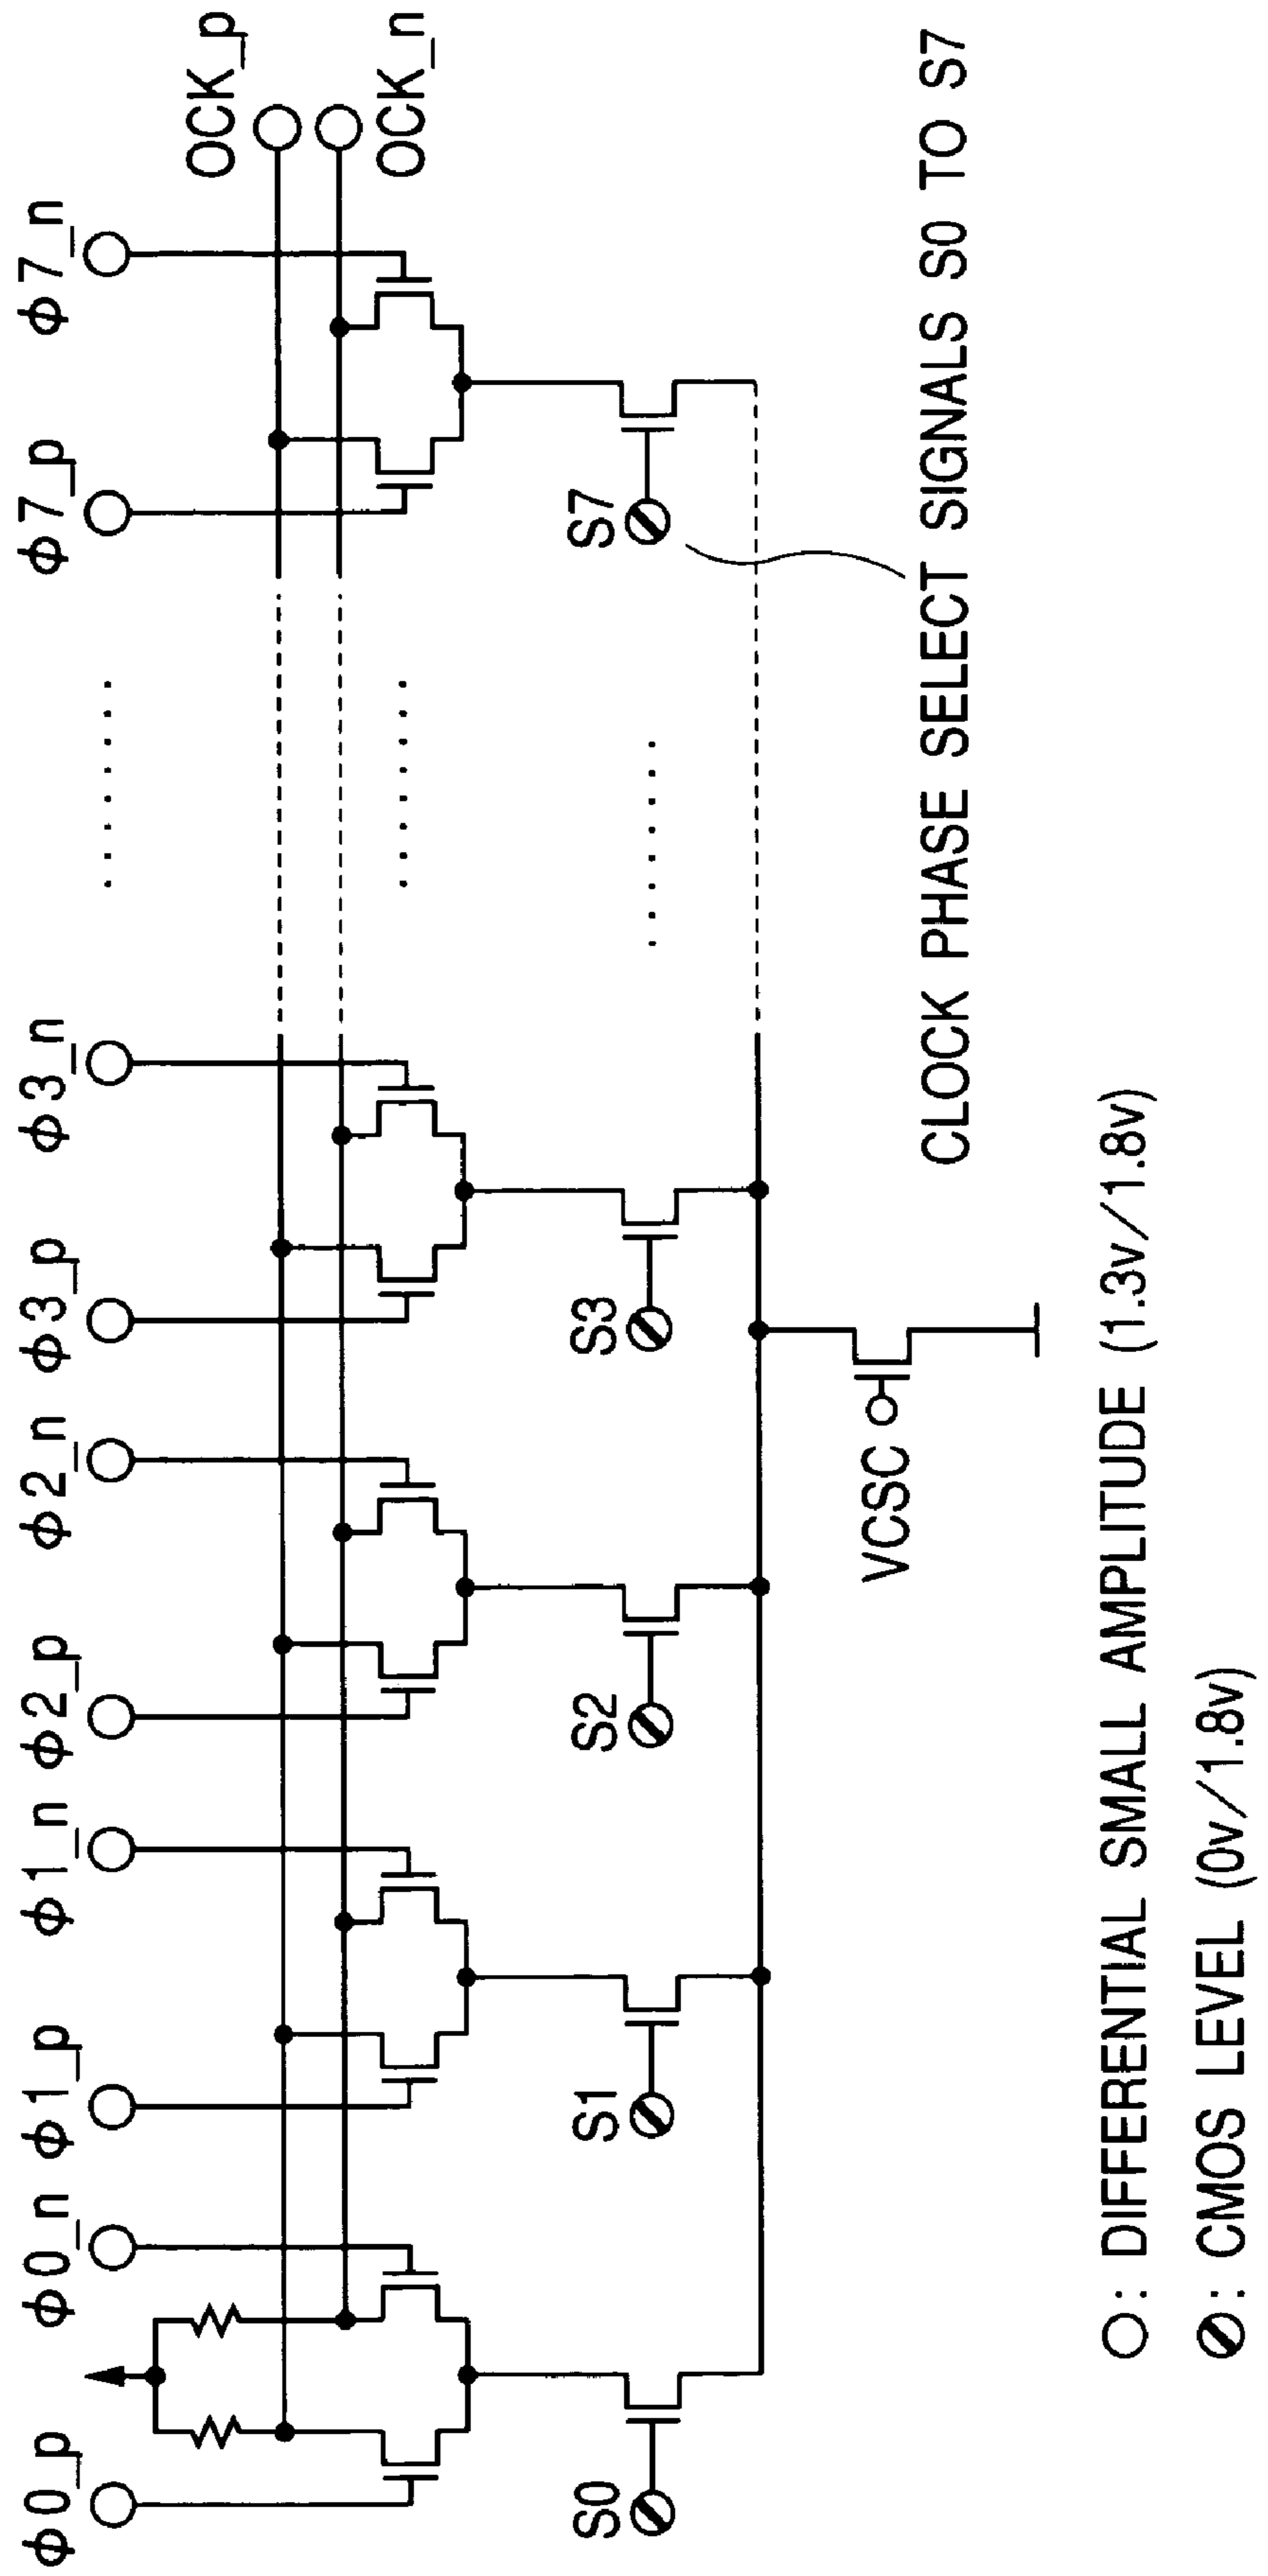 ϕ0_p ϕ0_n ϕ1_p ϕ1_n ϕ2_p ϕ2_n ϕ3_p ϕ3_n ϕ7_p ϕ7_n
OCK_p
OCK_n
S0 S1 S2 S3 S7
VCSC
CLOCK PHASE SELECT SIGNALS S0 TO S7
: DIFFERENTIAL SMALL AMPLITUDE (1.3v/1.8v)
: CMOS LEVEL (0v/1.8v)